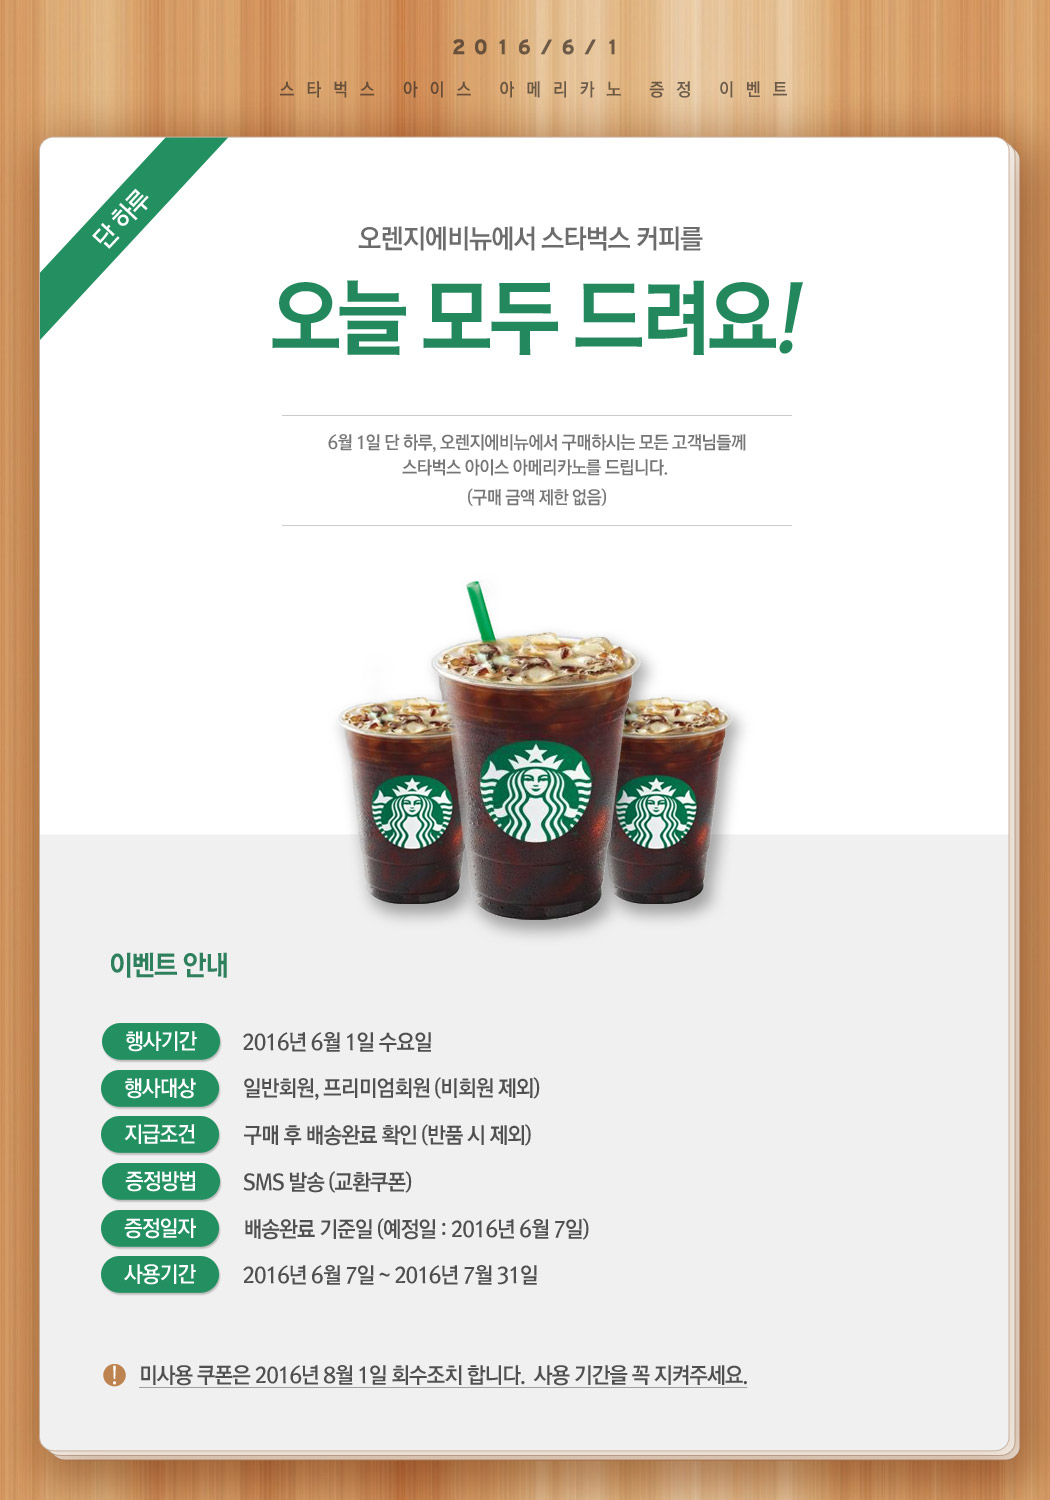 2016/6/1
스타벅스 아이스 아메리카노 증정 이벤트
단 하루
오렌지에비뉴에서 스타벅스 커피를
오늘 모두 드려요!
6월 1일 단 하루, 오렌지에비뉴에서 구매하시는 모든 고객님들께
스타벅스 아이스 아메리카노를 드립니다.
(구매 금액 제한 없음)
이벤트 안내
행사기간 2016년 6월 1일 수요일
행사대상 일반회원, 프리미엄회원 (비회원 제외)
지급조건 구매 후 배송완료 확인 (반품 시 제외)
증정방법 SMS 발송 (교환쿠폰)
증정일자 배송완료 기준일 (예정일 : 2016년 6월 7일)
사용기간 2016년 6월 7일 ~ 2016년 7월 31일
! 미사용 쿠폰은 2016년 8월 1일 회수조치 합니다. 사용 기간을 꼭 지켜주세요.